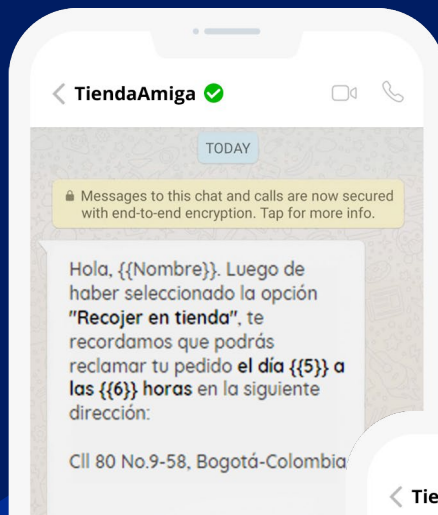 TiendaAmiga
TODAY
Messages to this chat and calls are now secured
with end-to-end encryption. Tap for more info.
Hola, {{Nombre}}. Luego de
haber seleccionado la opción
"Recojer en tienda", te
recordamos que podrás
reclamar tu pedido el día {{5}} a
las {{6}} horas en la siguiente
dirección:
Cll 80 No.9-58, Bogotá-Colombia
Tie